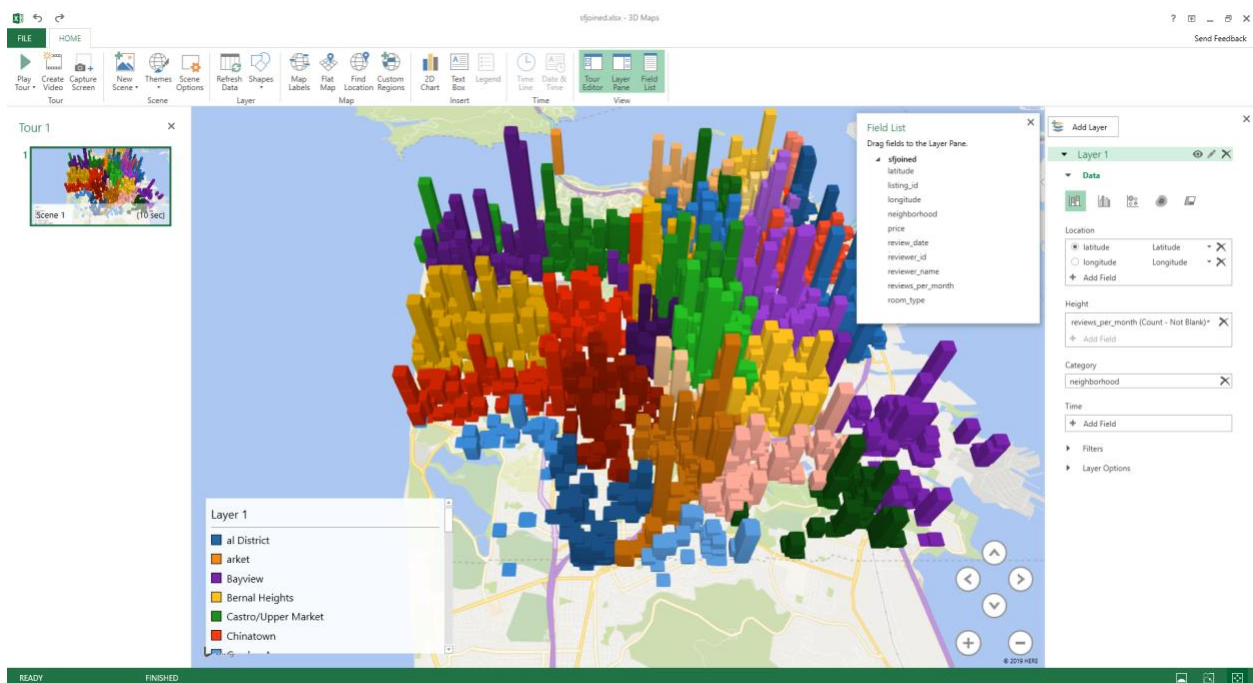 sfjoined.xlsx - 3D Maps
?
FILE
HOME
Send Feedback
Play Tour
Create Video
Capture Screen
New Scene
Themes
Scene Options
Refresh Data
Shapes
Map Labels
Flat Map
Find Location
Custom Regions
2D Chart
Text Box
Legend
Time Line
Date & Time
Tour Editor
Layer Pane
Field List
Tour
Scene
Layer
Map
Insert
Time
View
Tour 1
1
Scene 1
(10 sec)
Layer 1
al District
arket
Bayview
Bernal Heights
Castro/Upper Market
Chinatown
Field List
Drag fields to the Layer Pane.
sfjoined
latitude
listing_id
longitude
neighborhood
price
review_date
reviewer_id
reviewer_name
reviews_per_month
room_type
© 2019 HERE
Add Layer
Layer 1
Data
Location
latitude Latitude
longitude Longitude
+ Add Field
Height
reviews_per_month (Count - Not Blank)
+ Add Field
Category
neighborhood
Time
+ Add Field
Filters
Layer Options
READY
FINISHED